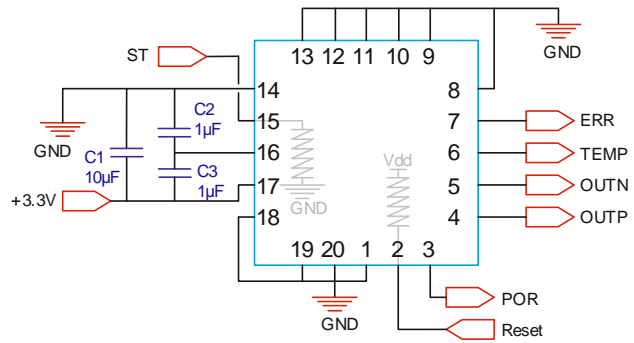 GND
13 12 11 10 9
ST
14
8
C2
1µF
15
7
ERR
GND
C1
10µF
16
Vdd
6
TEMP
C3
1µF
17
5
OUTN
+3.3V
GND
18
4
OUTP
19 20 1 2 3
POR
GND
Reset